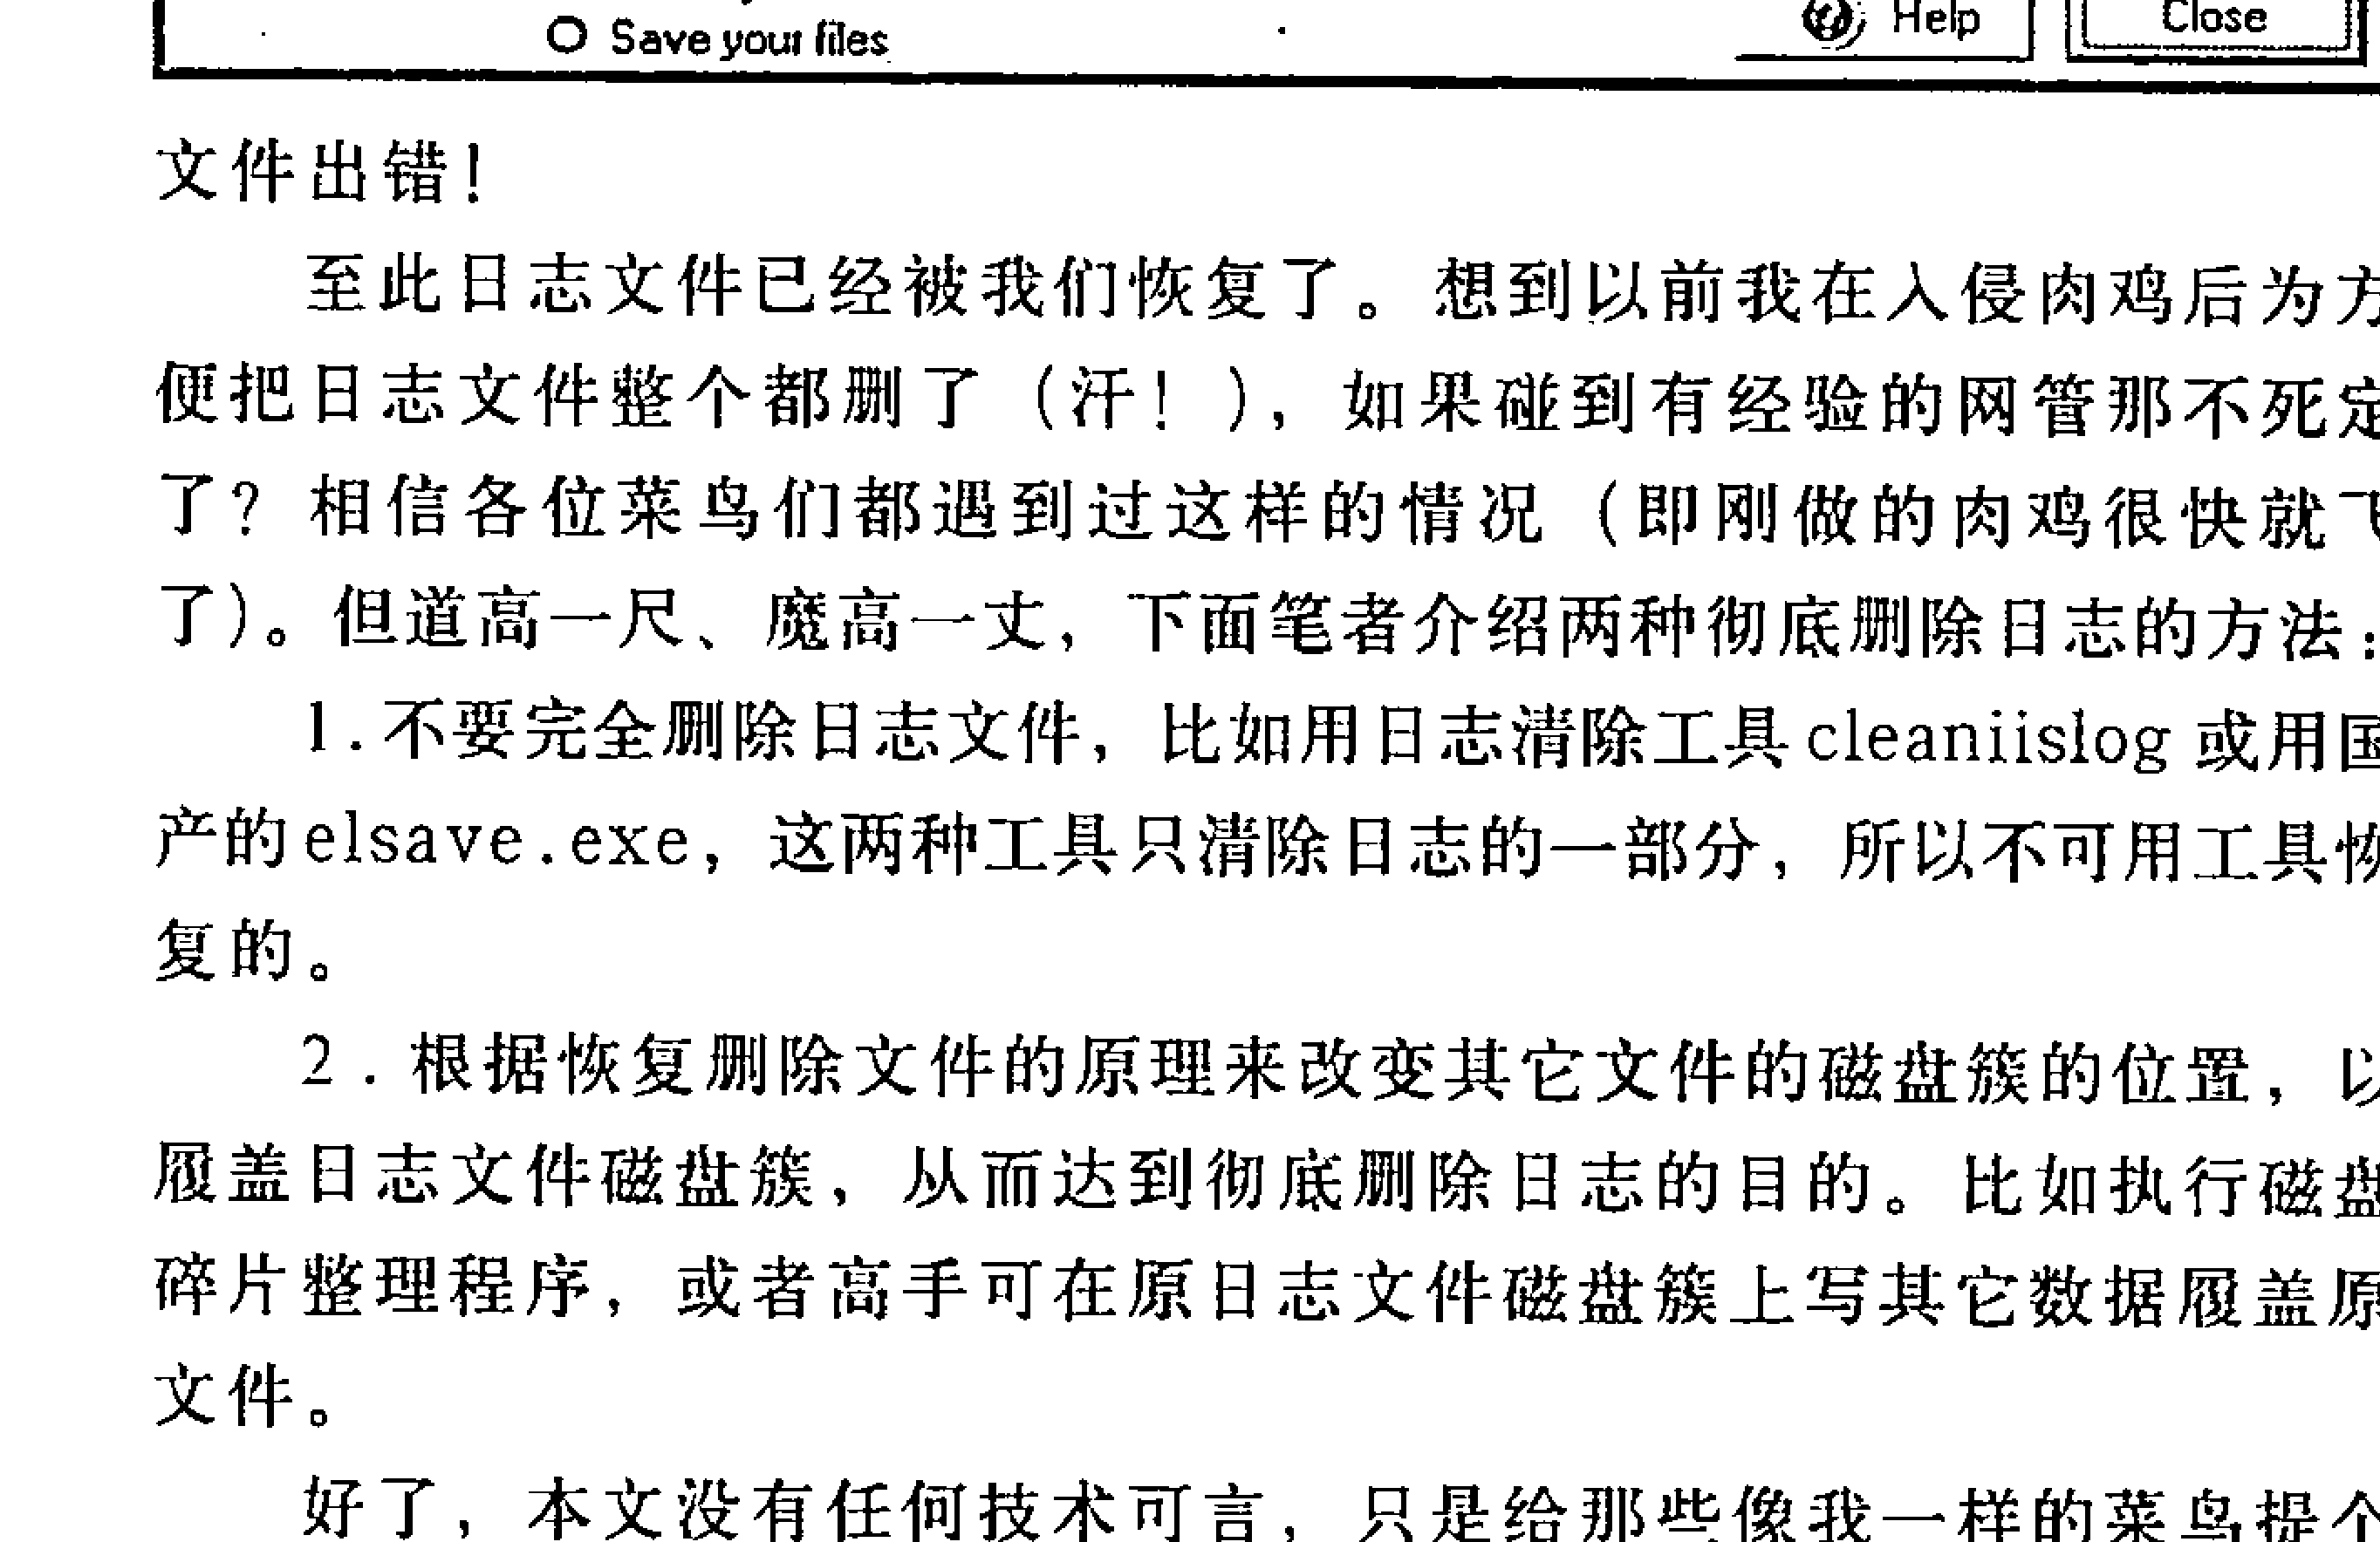 Save your files
Help
Close
文件出错！
至此日志文件已经被我们恢复了。想到以前我在入侵肉鸡后为方
便把日志文件整个都删了（汗！），如果碰到有经验的网管那不死定
了？相信各位菜鸟们都遇到过这样的情况（即刚做的肉鸡很快就飞
了）。但道高一尺、魔高一丈，下面笔者介绍两种彻底删除日志的方法：
1.不要完全删除日志文件，比如用日志清除工具cleaniislog或用国
产的elsave.exe，这两种工具只清除日志的一部分，所以不可用工具恢
复的。
2.根据恢复删除文件的原理来改变其它文件的磁盘簇的位置，以
履盖日志文件磁盘簇，从而达到彻底删除日志的目的。比如执行磁盘
碎片整理程序，或者高手可在原日志文件磁盘簇上写其它数据履盖原
文件。
好了，本文没有任何技术可言，只是给那些像我一样的菜鸟提个